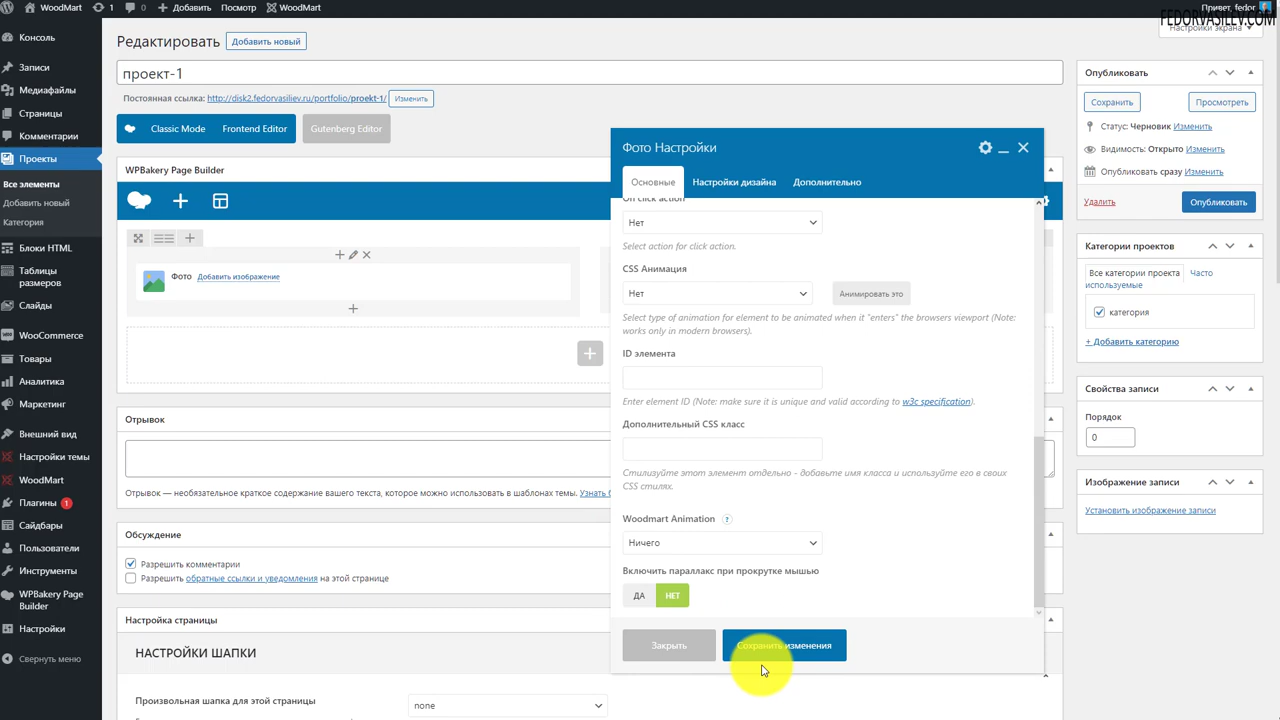 WoodMart
1
0
Добавить
WoodMart
Привет, fedor
FEDORVASILEV.COM
Настройки экрана
Консоль
Записи
Медиафайлы
Страницы
Комментарии
Проекты
Все элементы
Добавить новый
Категория
Блоки HTML
Таблицы
размеров
Слайды
WooCommerce
Товары
Аналитика
Маркетинг
Внешний вид
Настройки темы
WoodMart
Плагины 1
Сайдбары
Пользователи
Инструменты
WPBakery Page
Builder
Настройки
Свернуть меню
Редактировать
Добавить новый
проект-1
Постоянная ссылка: http://disk2.fedorvasiliev.ru/portfolio/proekt-1/ Изменить
Classic Mode
Frontend Editor
Gutenberg Editor
WPBakery Page Builder
Фото
Добавить изображение
Отрывок
Отрывок — необязательное краткое содержание вашего текста, которое можно использовать в шаблонах темы. Узнать б
Обсуждение
Разрешить комментарии
Разрешить обратные ссылки и уведомления на этой странице
Настройка страницы
НАСТРОЙКИ ШАПКИ
Произвольная шапка для этой страницы
none
Фото Настройки
Основные
Настройки дизайна
Дополнительно
On click action
Нет
Select action for click action.
CSS Анимация
Нет
Анимировать это
Select type of animation for element to be animated when it "enters" the browsers viewport (Note:
works only in modern browsers).
ID элемента
Enter element ID (Note: make sure it is unique and valid according to w3c specification).
Дополнительный CSS класс
Стилизуйте этот элемент отдельно - добавьте имя класса и используйте его в своих
CSS стилях.
Woodmart Animation ?
Ничего
Включить параллакс при прокрутке мышью
ДА
НЕТ
Закрыть
Сохранить изменения
Опубликовать
Сохранить
Просмотреть
Статус: Черновик Изменить
Видимость: Открыто Изменить
Опубликовать сразу Изменить
Удалить
Опубликовать
Категории проектов
Все категории проекта
Часто
используемые
категория
+ Добавить категорию
Свойства записи
Порядок
0
Изображение записи
Установить изображение записи